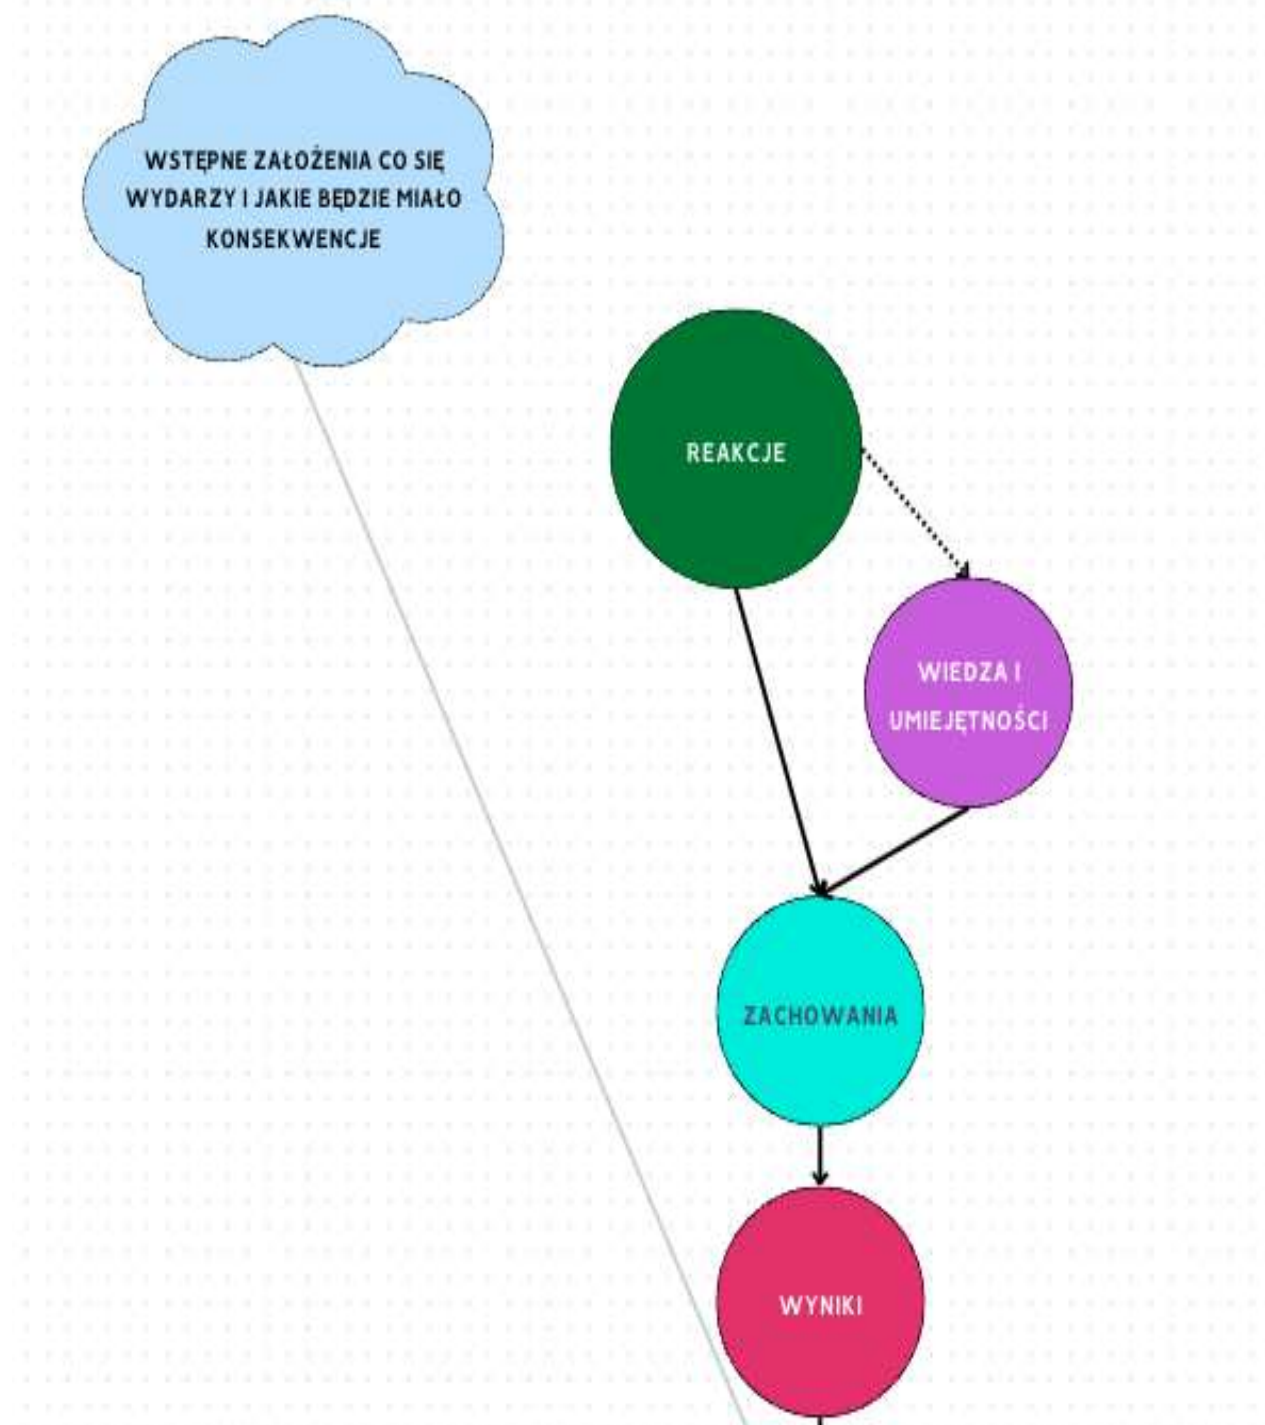 WSTĘPNE ZAŁOŻENIA CO SIĘ
WYDARZY I JAKIE BĘDZIE MIAŁO
KONSEKWENCJE
REAKCJE
WIEDZA I
UMIEJĘTNOŚCI
ZACHOWANIA
WYNIKI